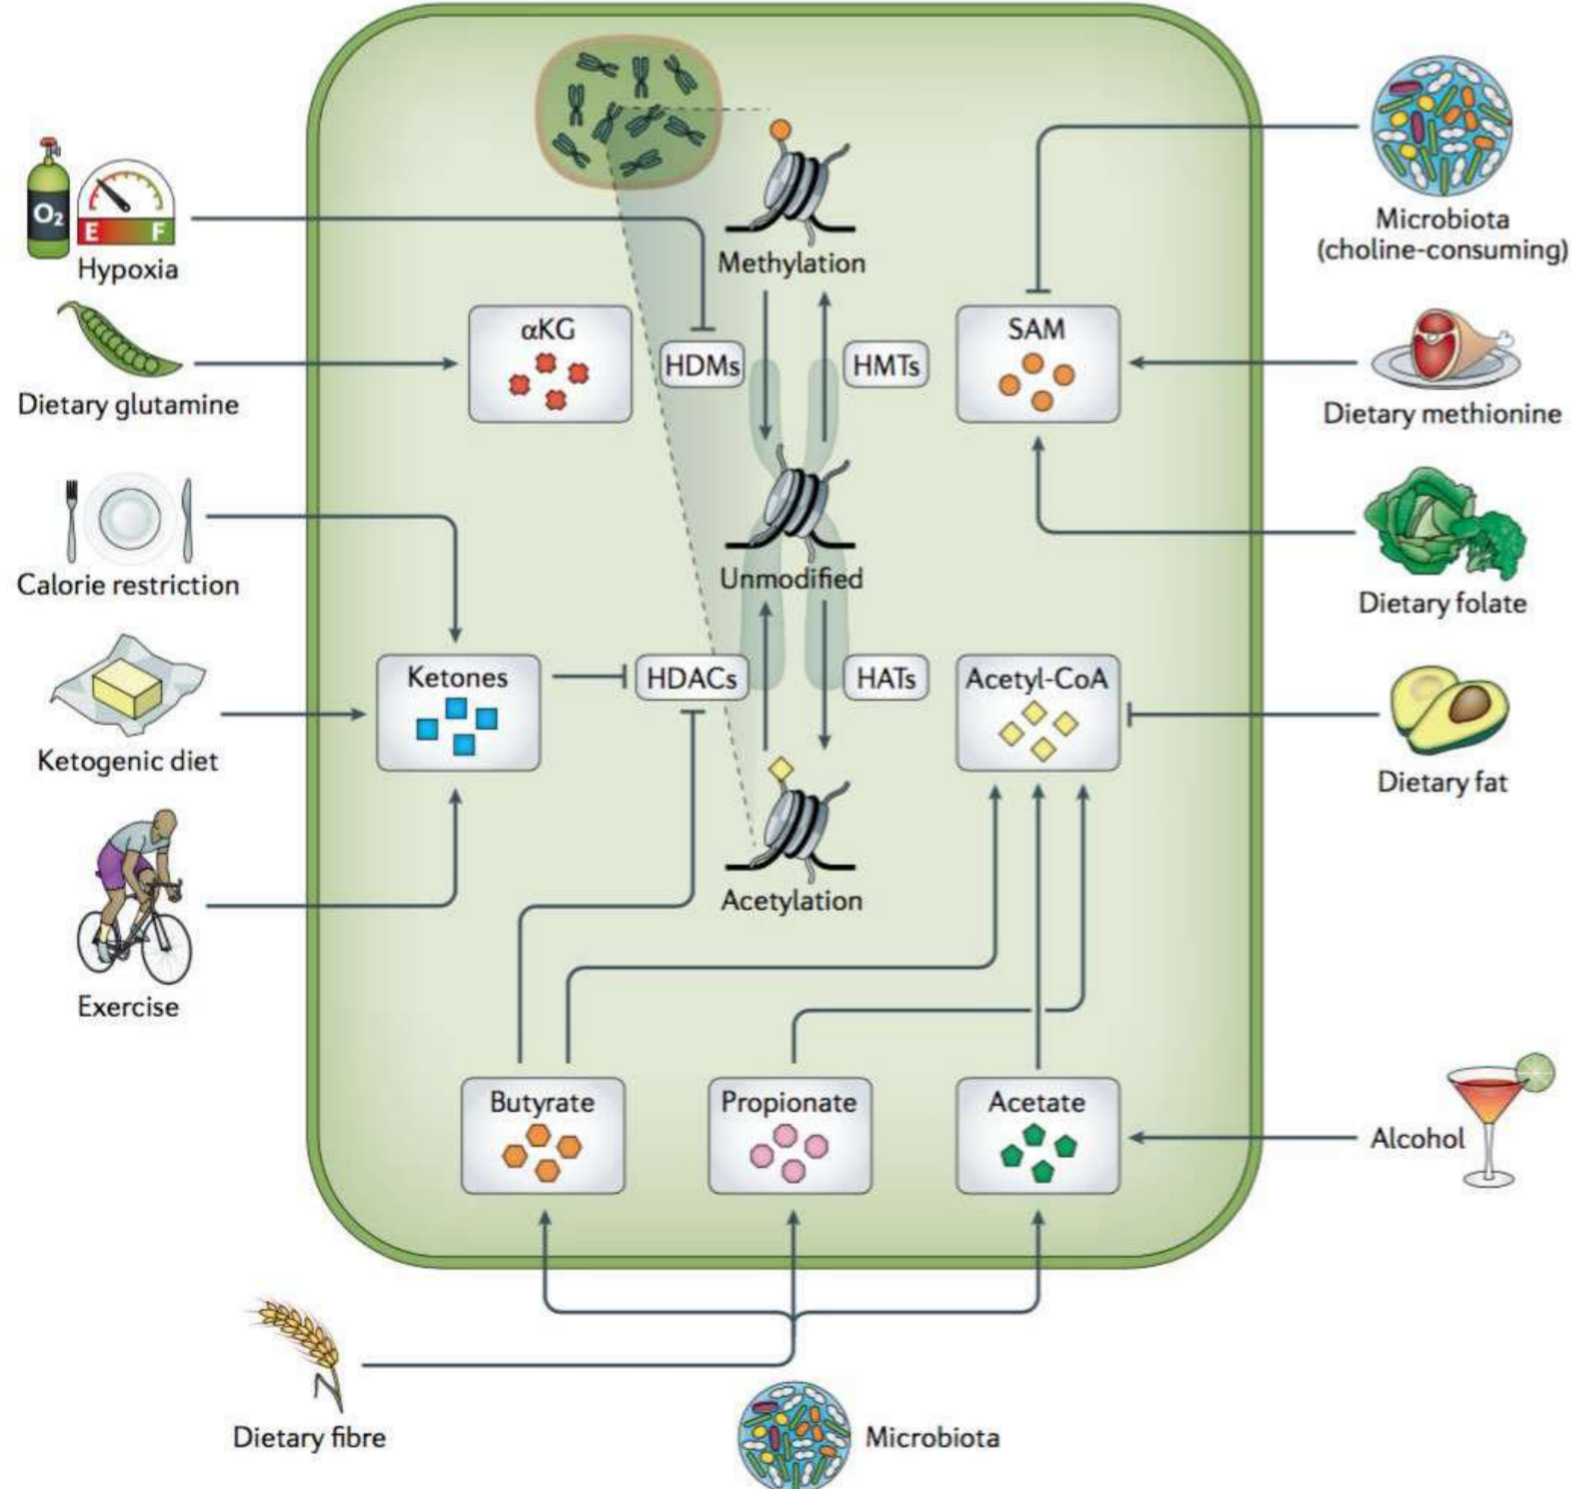 Methylation
Microbiota
(choline-consuming)
O₂
E F
Hypoxia
αKG
HDMs
HMTs
SAM
Dietary glutamine
Dietary methionine
Calorie restriction
Unmodified
Dietary folate
Ketones
HDACs
HATs
Acetyl-CoA
Ketogenic diet
Dietary fat
Acetylation
Exercise
Butyrate
Propionate
Acetate
Alcohol
Dietary fibre
Microbiota